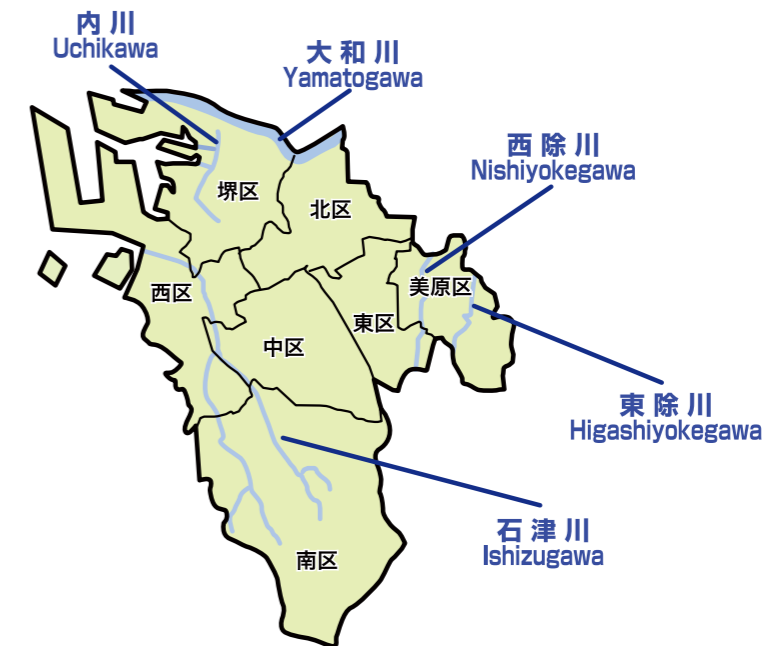 内川
Uchikawa
大和川
Yamatogawa
西除川
Nishiyokegawa
堺区
北区
西区
美原区
東区
中区
東除川
Higashiyokegawa
石津川
Ishizugawa
南区